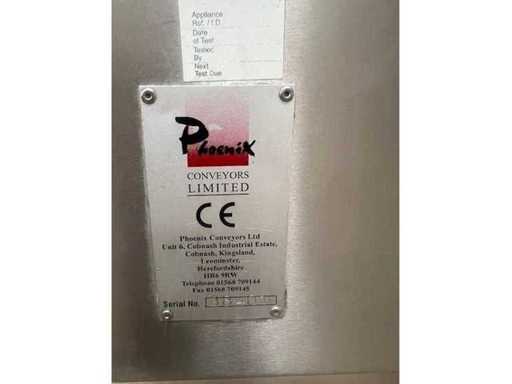 Appliance
Ref. / I.D
Date
of Test
Tested
By
Next
Test Due
Phoenix
CONVEYORS
LIMITED
CE
Phoenix Conveyors Ltd
Unit 6, Cobnash Industrial Estate,
Cobnash, Kingsland,
Leominster,
Herefordshire
HR6 9RW
Telephone 01568 709144
Fax 01568 709145
Serial No.